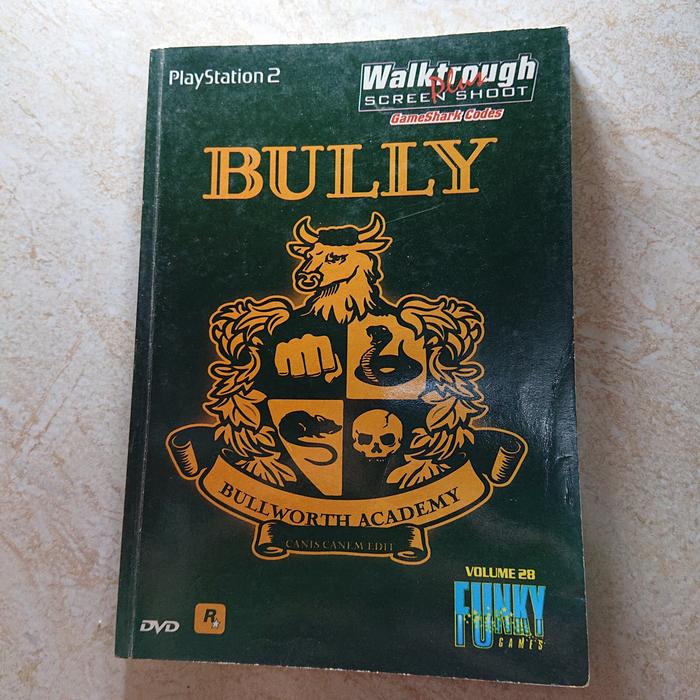 PlayStation 2
Walktrough
Plus
SCREEN SHOOT
GameShark Codes
BULLY
BULLWORTH ACADEMY
CANIS CANEM EDIT
VOLUME 28
FUNKY
GAMES
DVD
R